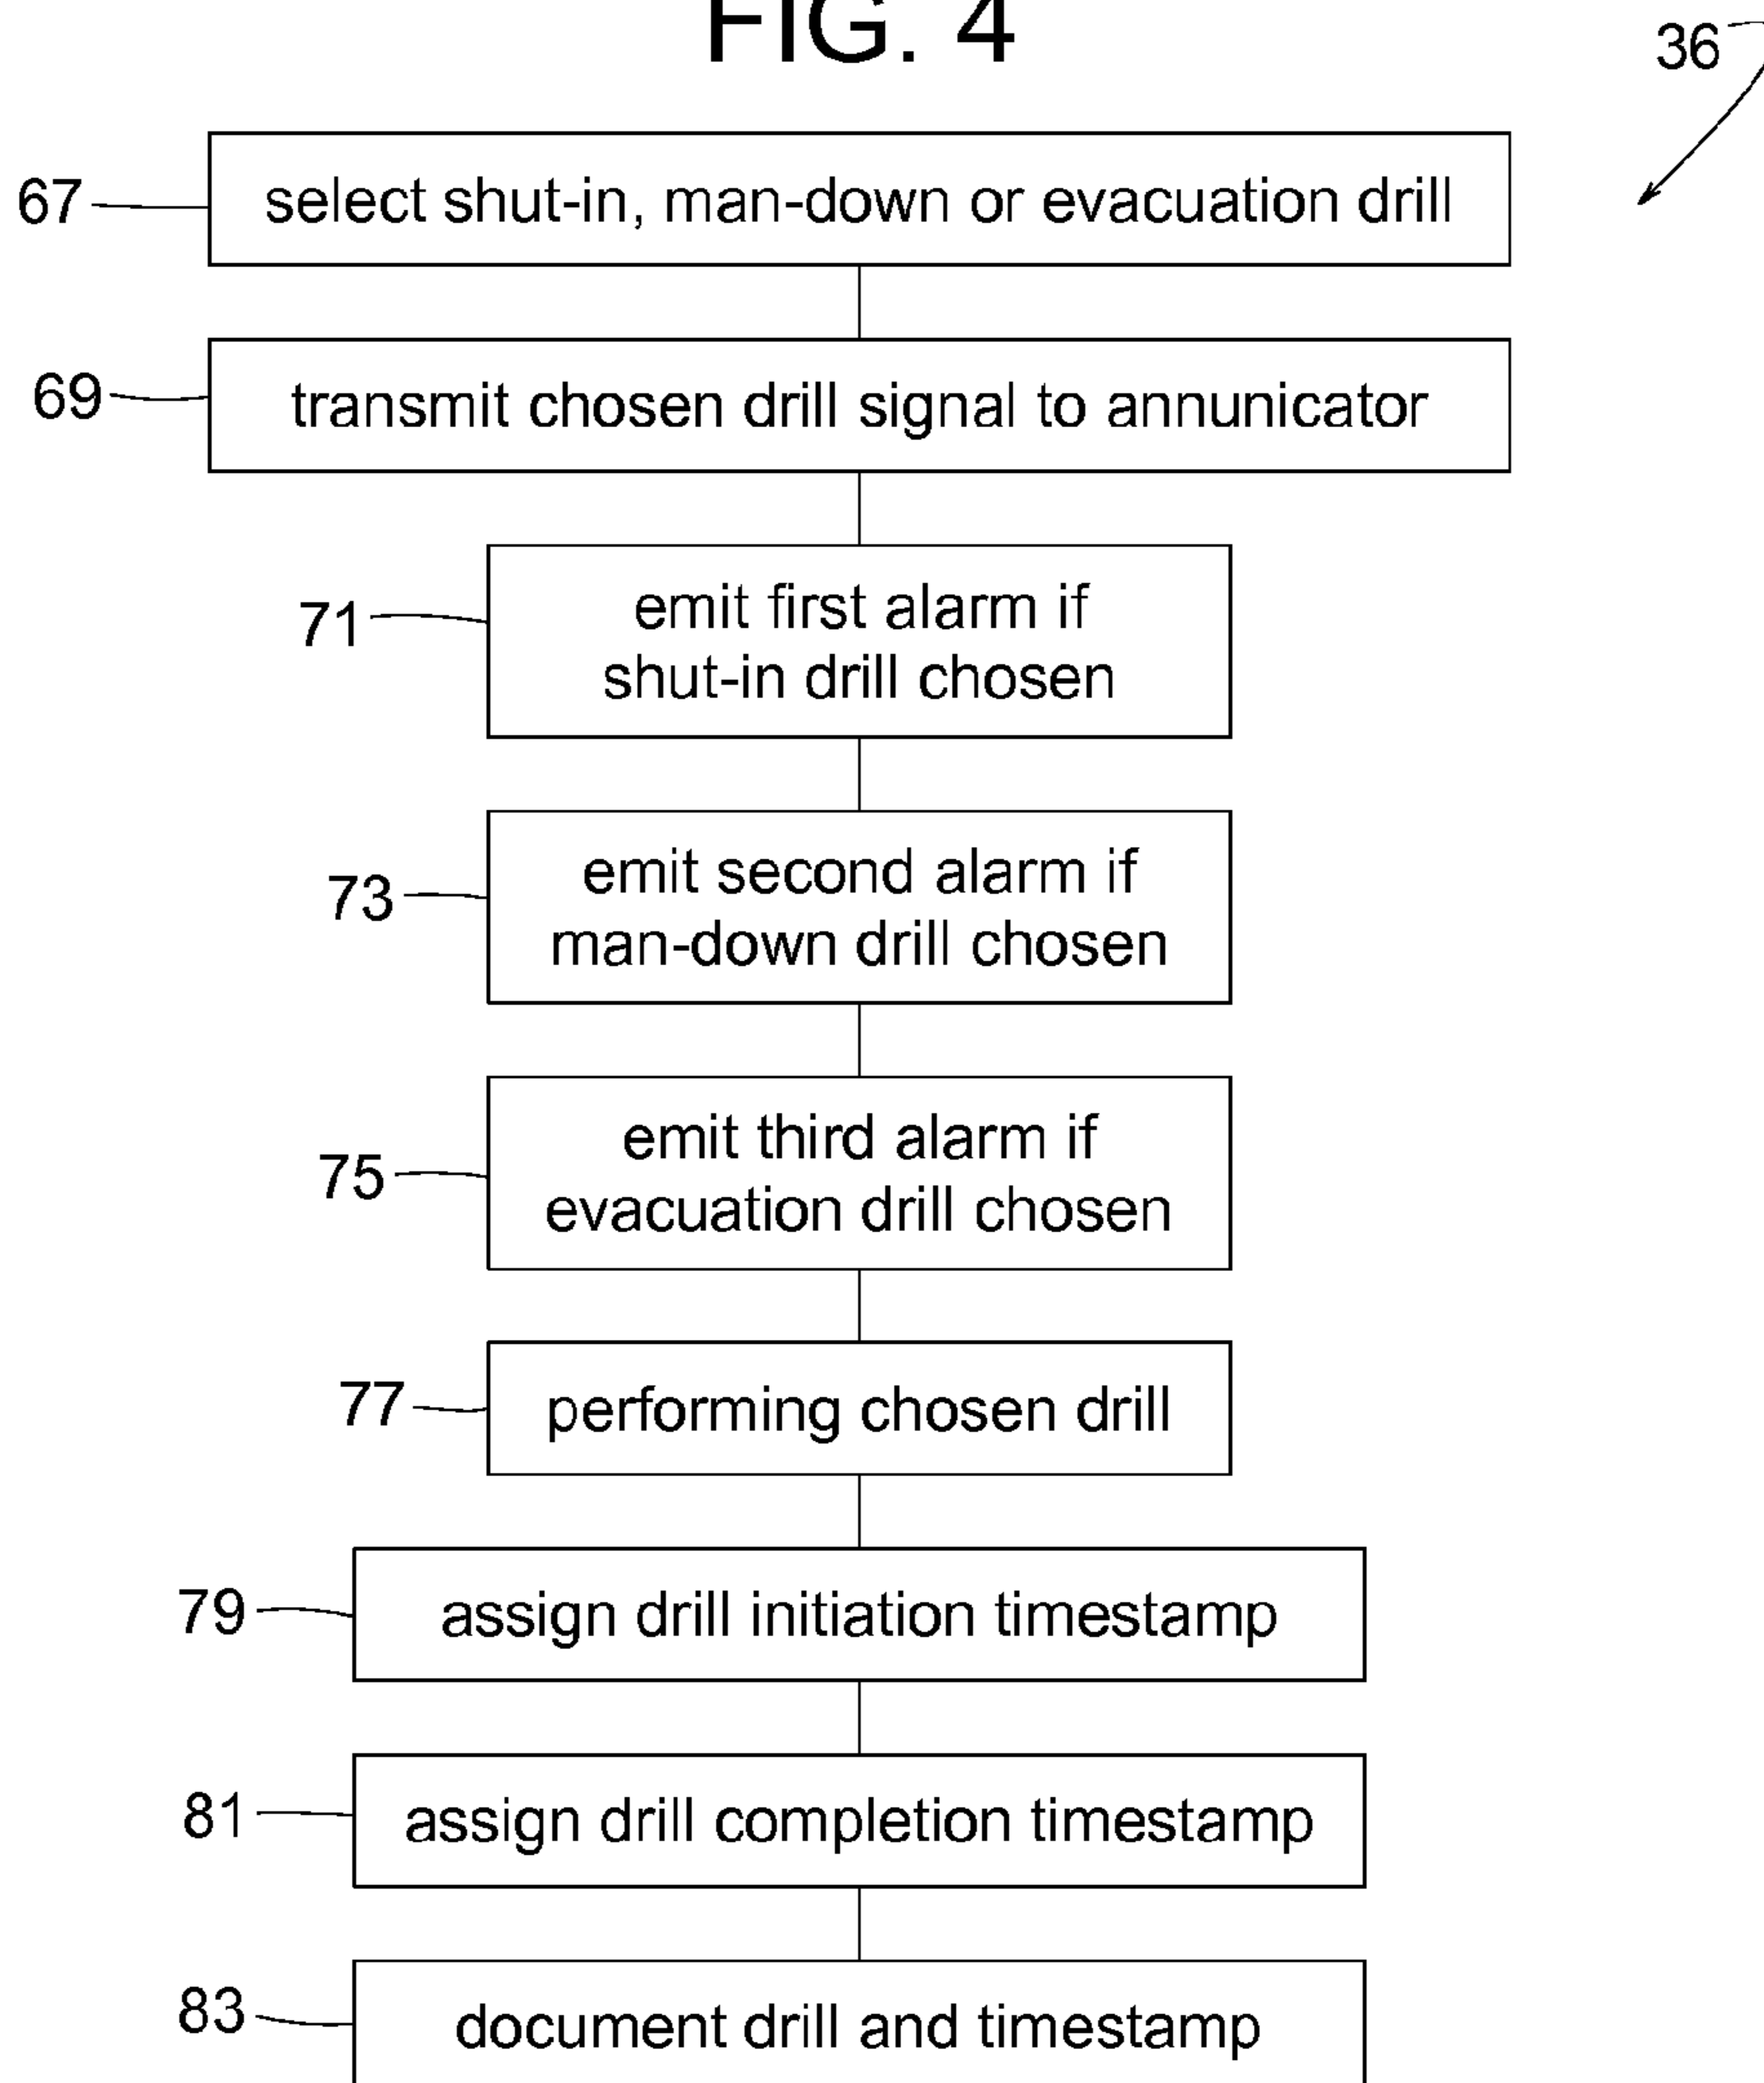 FIG. 4
36
67
select shut-in, man-down or evacuation drill
69
transmit chosen drill signal to annunicator
71
emit first alarm if
shut-in drill chosen
73
emit second alarm if
man-down drill chosen
75
emit third alarm if
evacuation drill chosen
77
performing chosen drill
79
assign drill initiation timestamp
81
assign drill completion timestamp
83
document drill and timestamp